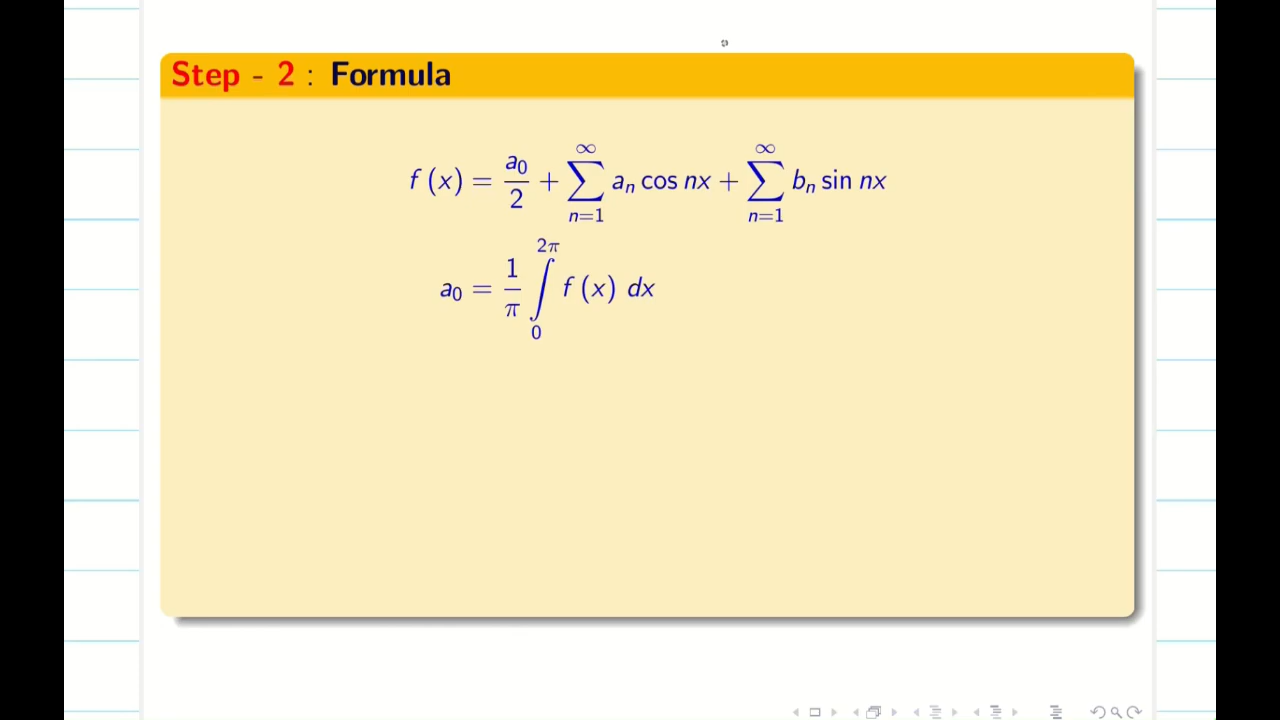 Step - 2 : Formula
f (x) = a₀/2 + ∑_{n=1}^{∞} aₙ cos nx + ∑_{n=1}^{∞} bₙ sin nx
a₀ = 1/π ∫_{0}^{2π} f (x) dx